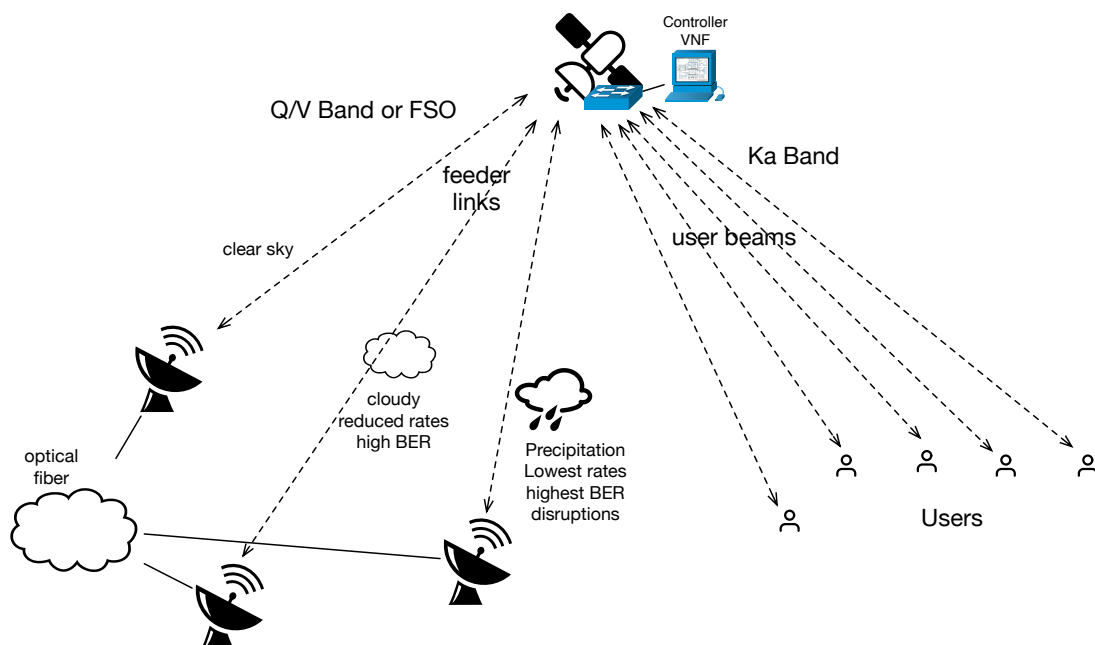 Controller
VNF
Q/V Band or FSO
Ka Band
feeder
links
user beams
clear sky
cloudy
reduced rates
high BER
Precipitation
Lowest rates
highest BER
disruptions
optical
fiber
Users